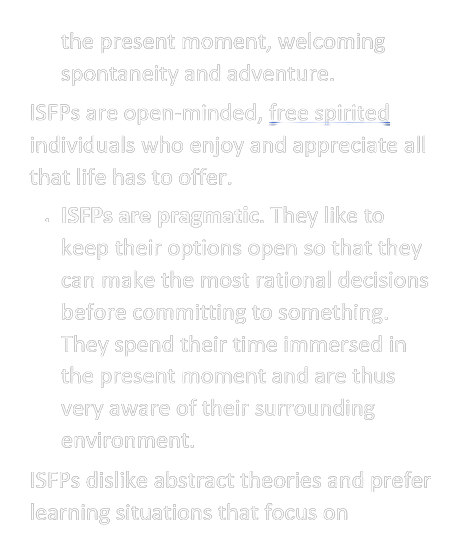 the present moment, welcoming
spontaneity and adventure.
ISFPs are open-minded, free spirited
individuals who enjoy and appreciate all
that life has to offer.
• ISFPs are pragmatic. They like to
keep their options open so that they
can make the most rational decisions
before committing to something.
They spend their time immersed in
the present moment and are thus
very aware of their surrounding
environment.
ISFPs dislike abstract theories and prefer
learning situations that focus on